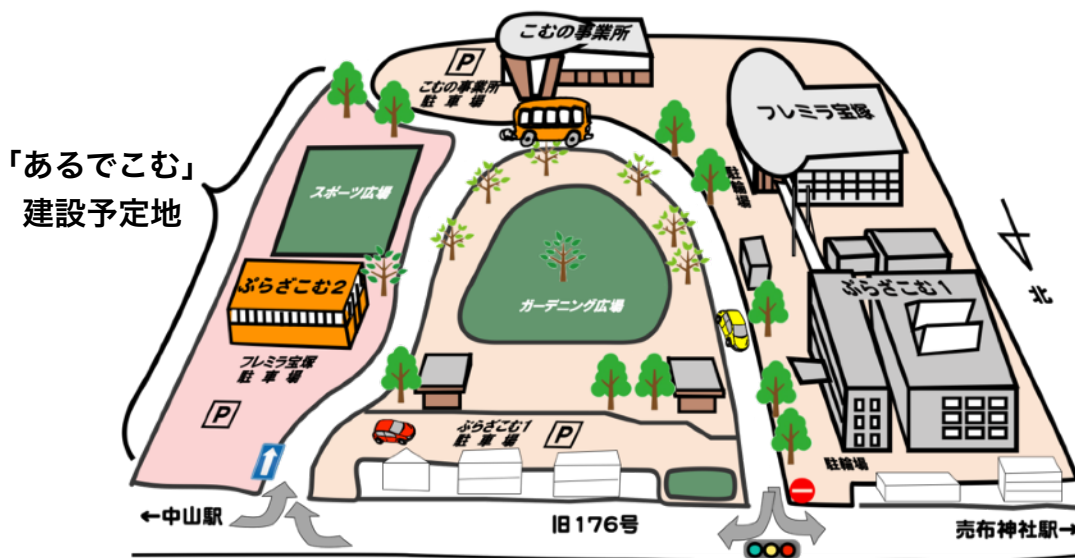 こむの事業所
P
こむの事業所
駐車場
フレミラ宝塚
「あるでこむ」
建設予定地
スポーツ広場
駐輪場
ぷらざこむ2
ガーデニング広場
ぷらざこむ1
北
フレミラ宝塚
駐車場
P
ぷらざこむ1
駐車場
P
駐輪場
←中山駅
旧176号
売布神社駅→